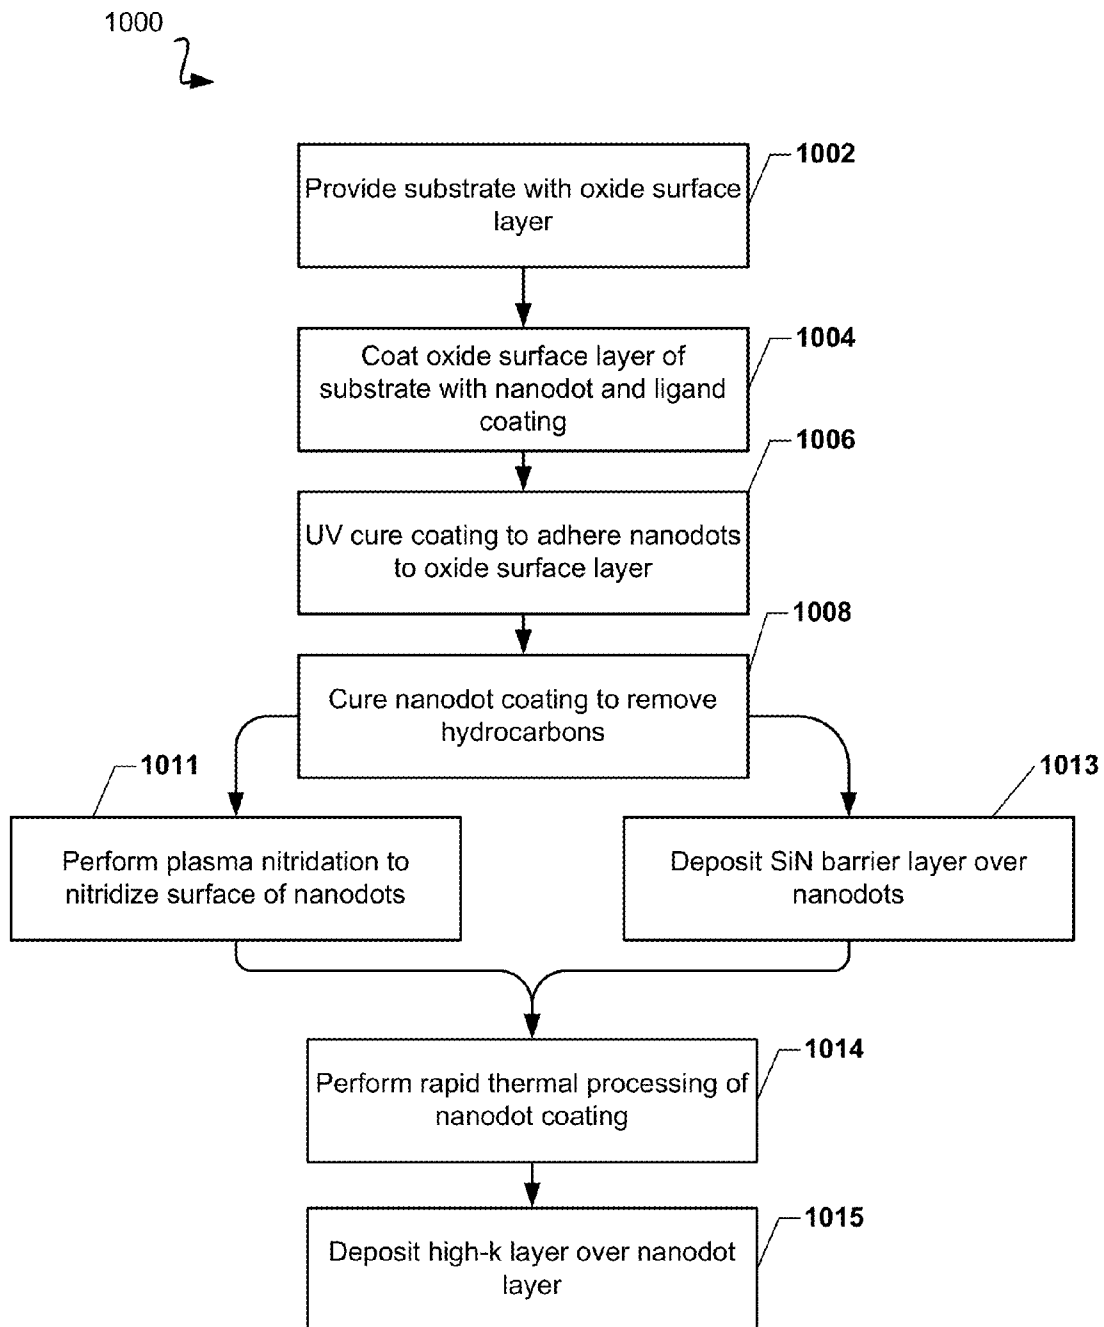 1000
1002
Provide substrate with oxide surface
layer
1004
Coat oxide surface layer of
substrate with nanodot and ligand
coating
1006
UV cure coating to adhere nanodots
to oxide surface layer
1008
Cure nanodot coating to remove
hydrocarbons
1011
Perform plasma nitridation to
nitridize surface of nanodots
1013
Deposit SiN barrier layer over
nanodots
1014
Perform rapid thermal processing of
nanodot coating
1015
Deposit high-k layer over nanodot
layer